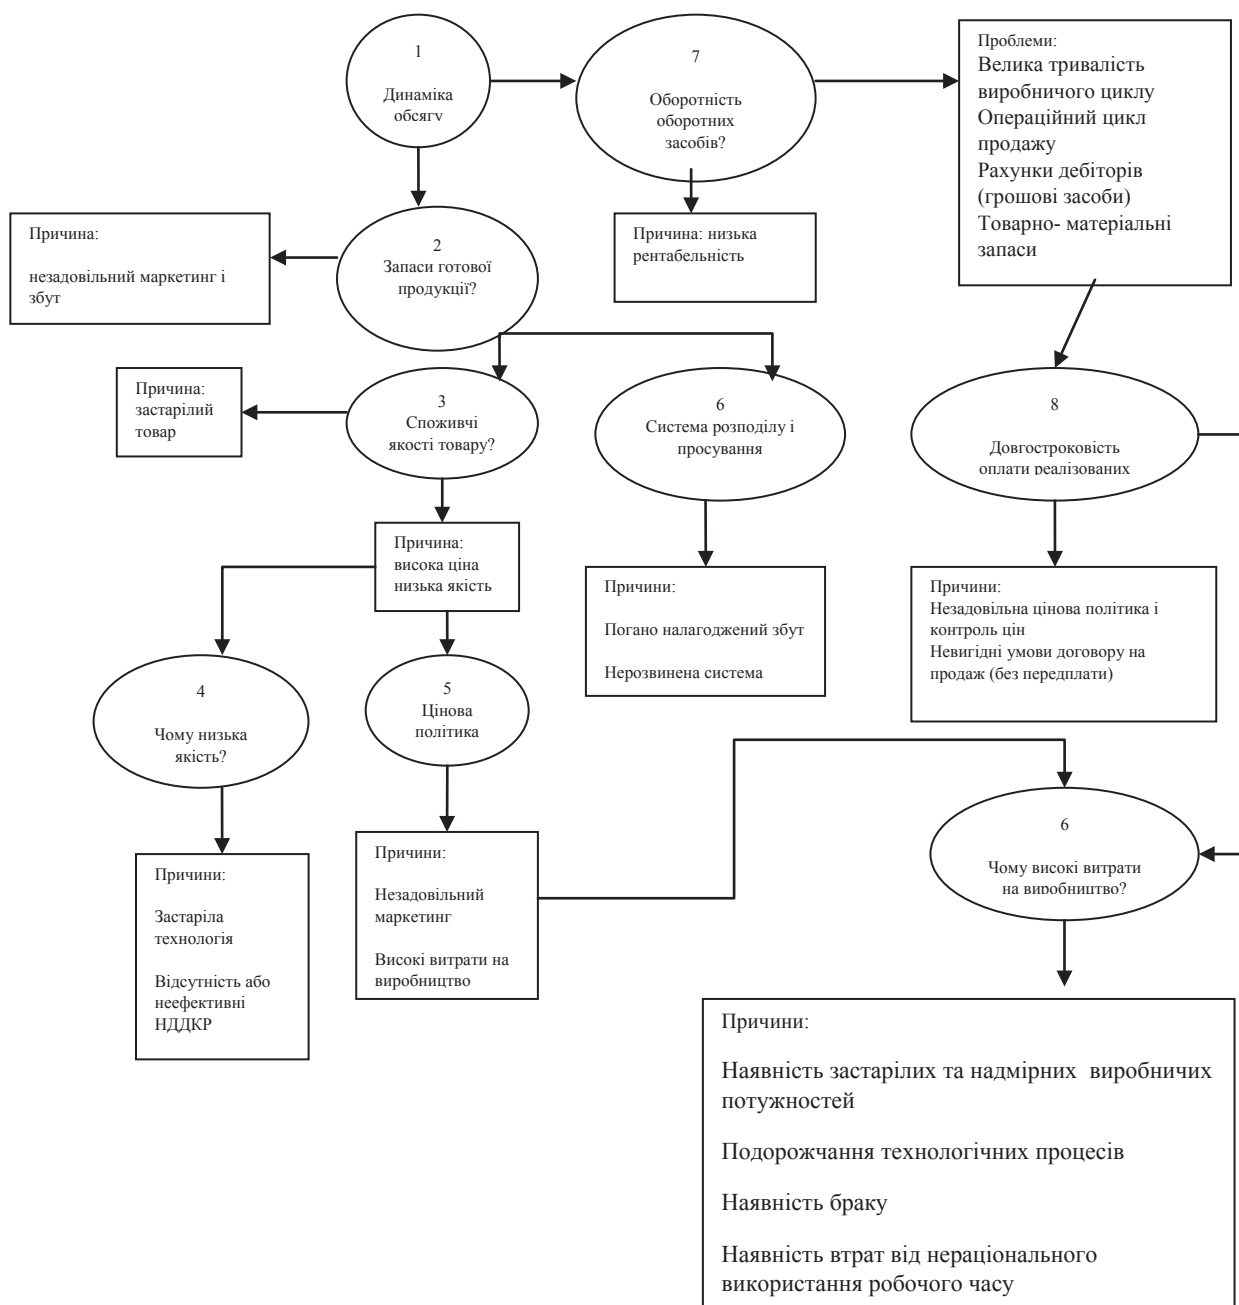 1
Динаміка
обсягу
7
Оборотність
оборотних
засобів?
Проблеми:
Велика тривалість
виробничого циклу
Операційний цикл
продажу
Рахунки дебіторів
(грошові засоби)
Товарно- матеріальні
запаси
Причина:
незадовільний маркетинг і
збут
2
Запаси готової
продукції?
Причина: низька
рентабельність
Причина:
застарілий
товар
3
Споживчі
якості товару?
6
Система розподілу і
просування
8
Довгостроковість
оплати реалізованих
Причина:
висока ціна
низька якість
Причини:
Погано налагоджений збут
Нерозвинена система
Причини:
Незадовільна цінова політика і
контроль цін
Невигідні умови договору на
продаж (без передплати)
4
Чому низька
якість?
5
Цінова
політика
6
Чому високі витрати
на виробництво?
Причини:
Застаріла
технологія
Відсутність або
неефективні
НДДКР
Причини:
Незадовільний
маркетинг
Високі витрати на
виробництво
Причини:
Наявність застарілих та надмірних  виробничих
потужностей
Подорожчання технологічних процесів
Наявність браку
Наявність втрат від нераціонального
використання робочого часу